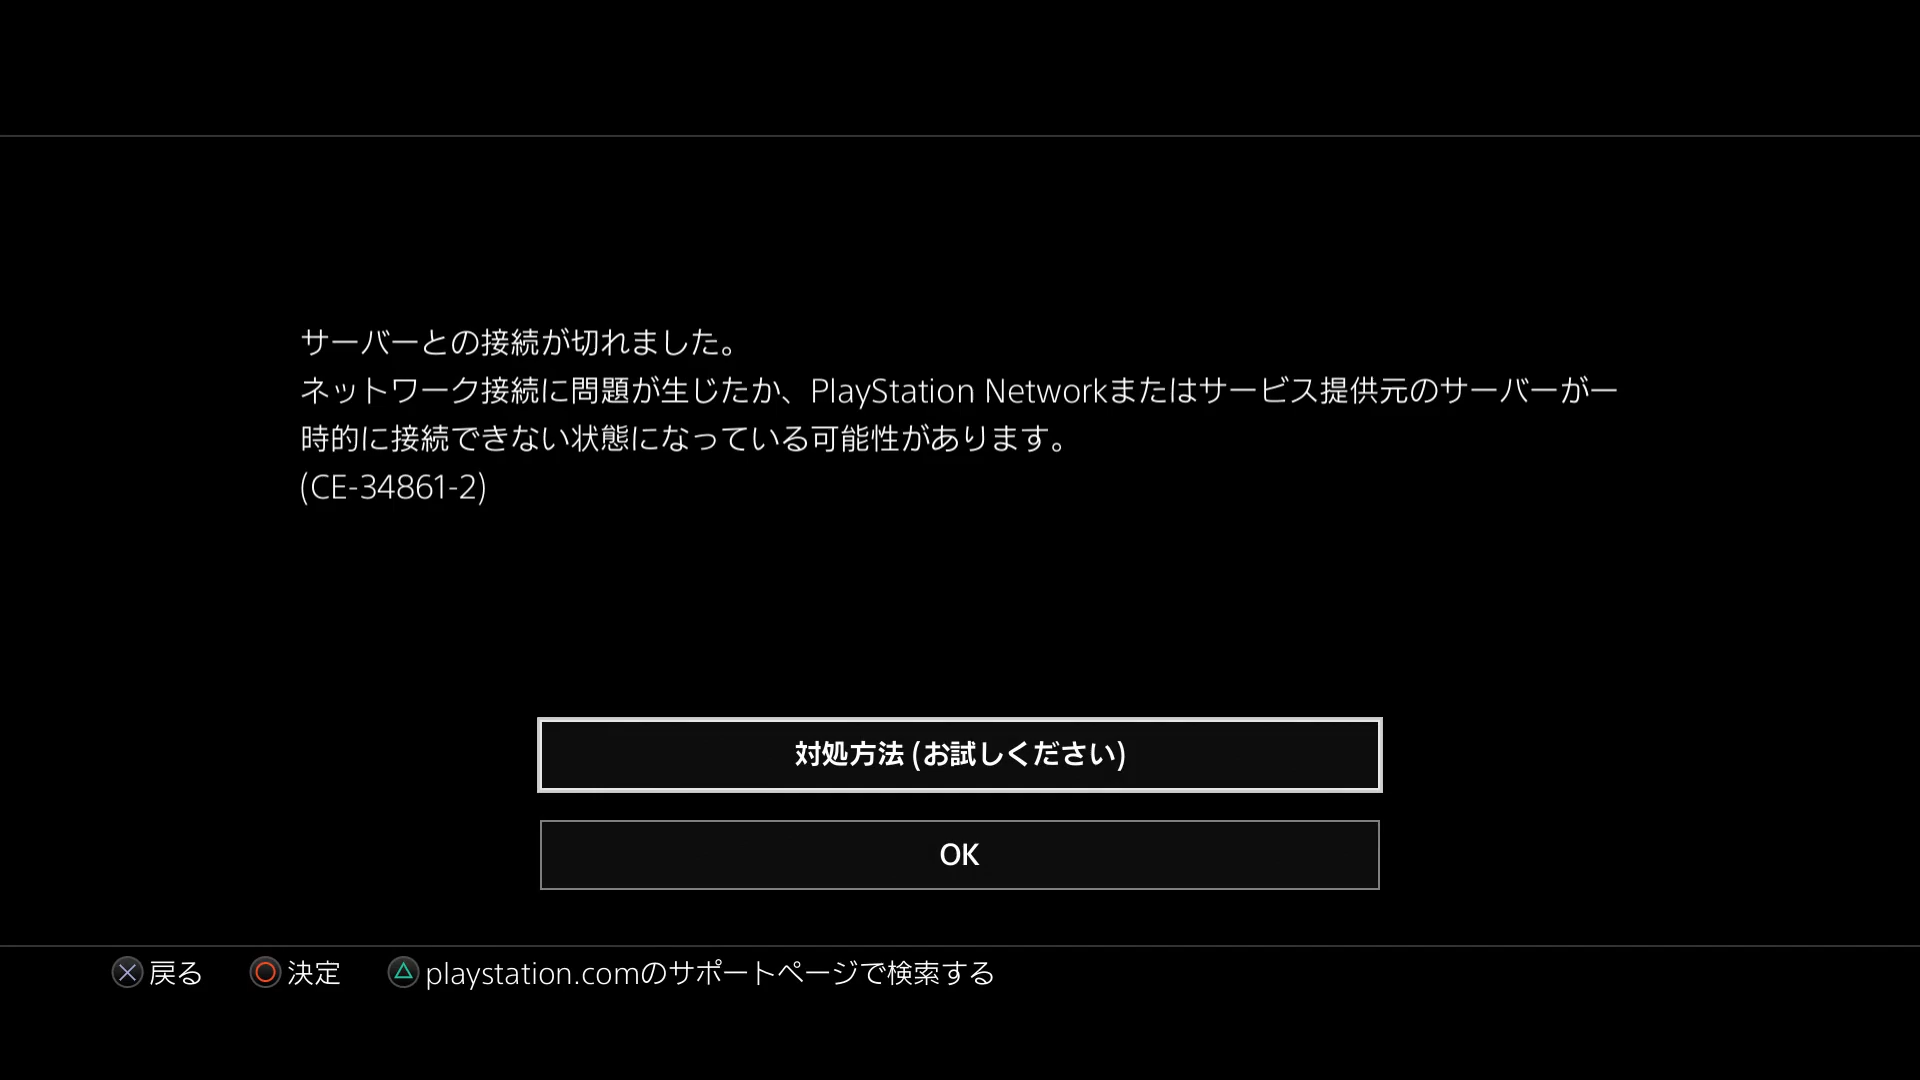 サーバーとの接続が切れました。
ネットワーク接続に問題が生じたか、PlayStation Networkまたはサービス提供元のサーバーが一
時的に接続できない状態になっている可能性があります。
(CE-34861-2)
対処方法 (お試しください)
OK
戻る 決定 playstation.comのサポートページで検索する